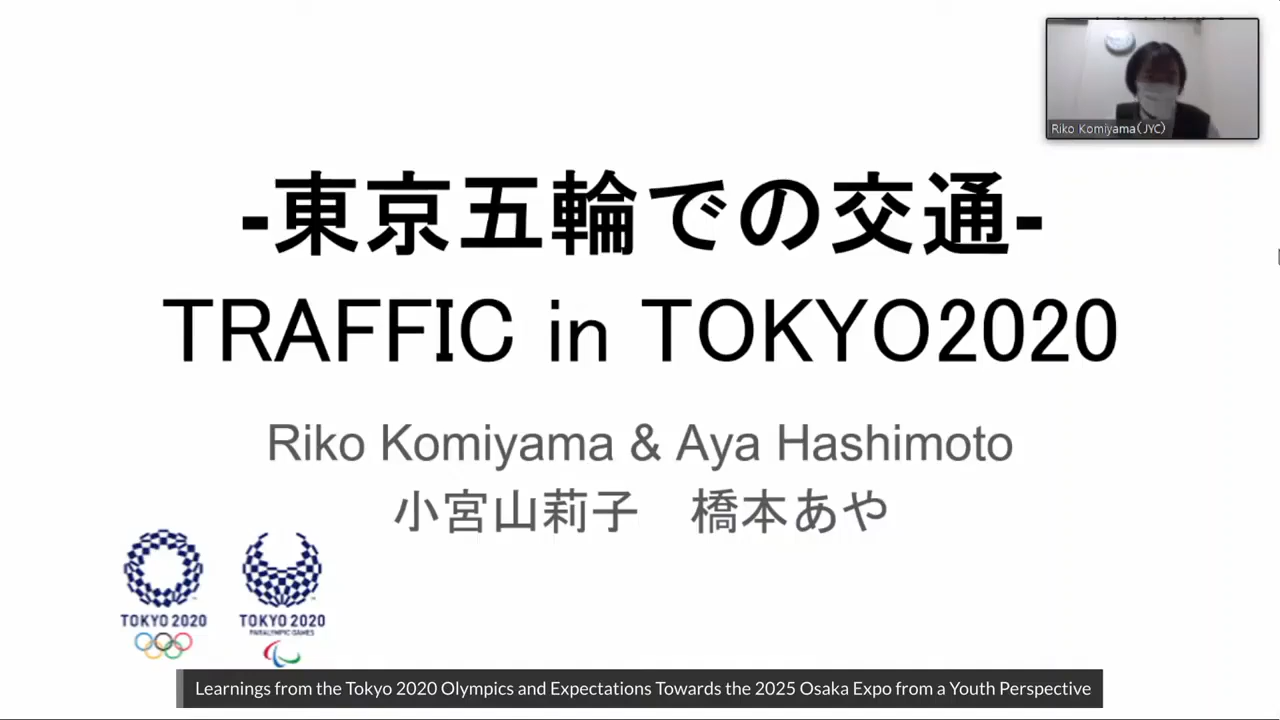 Riko Komiyama(JYC)
-東京五輪での交通-
TRAFFIC in TOKYO2020
Riko Komiyama & Aya Hashimoto
小宮山莉子　橋本あや
TOKYO 2020
TOKYO 2020
PARALYMPIC GAMES
Learnings from the Tokyo 2020 Olympics and Expectations Towards the 2025 Osaka Expo from a Youth Perspective